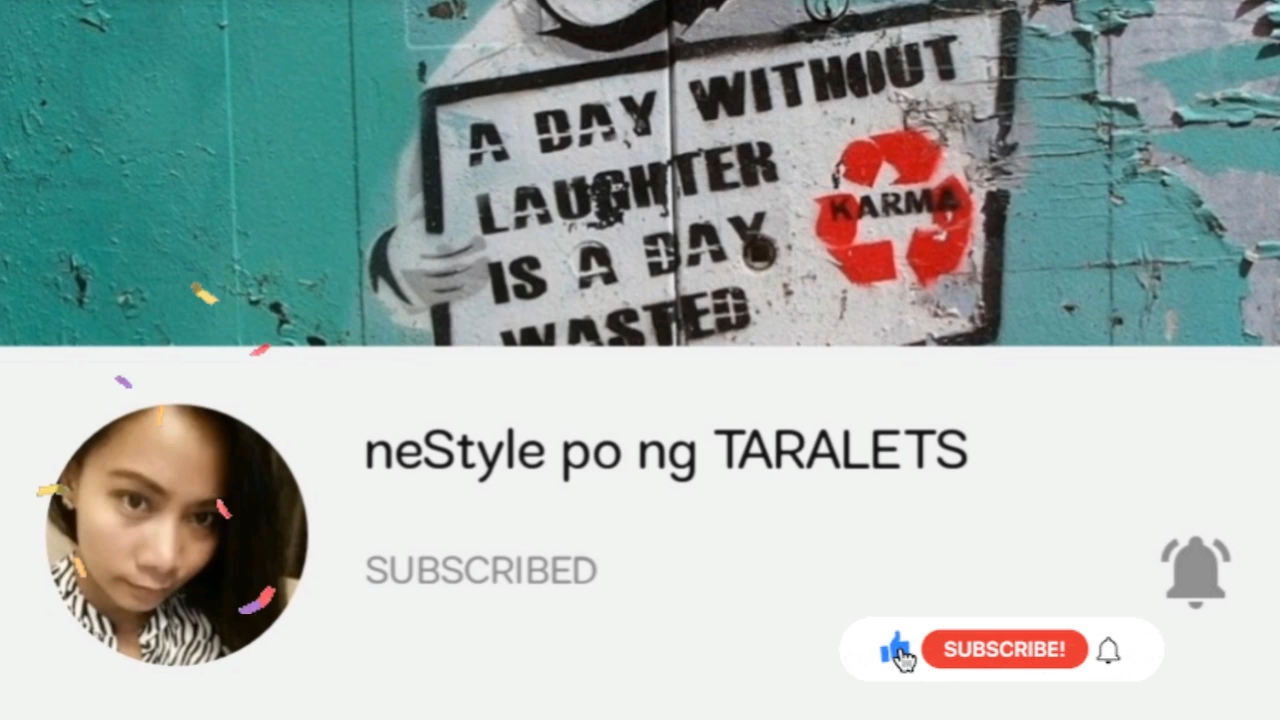 A DAY WITHOUT
LAUGHTER
IS A DAY
WASTED
KARMA
neStyle po ng TARALETS
SUBSCRIBED
SUBSCRIBE!